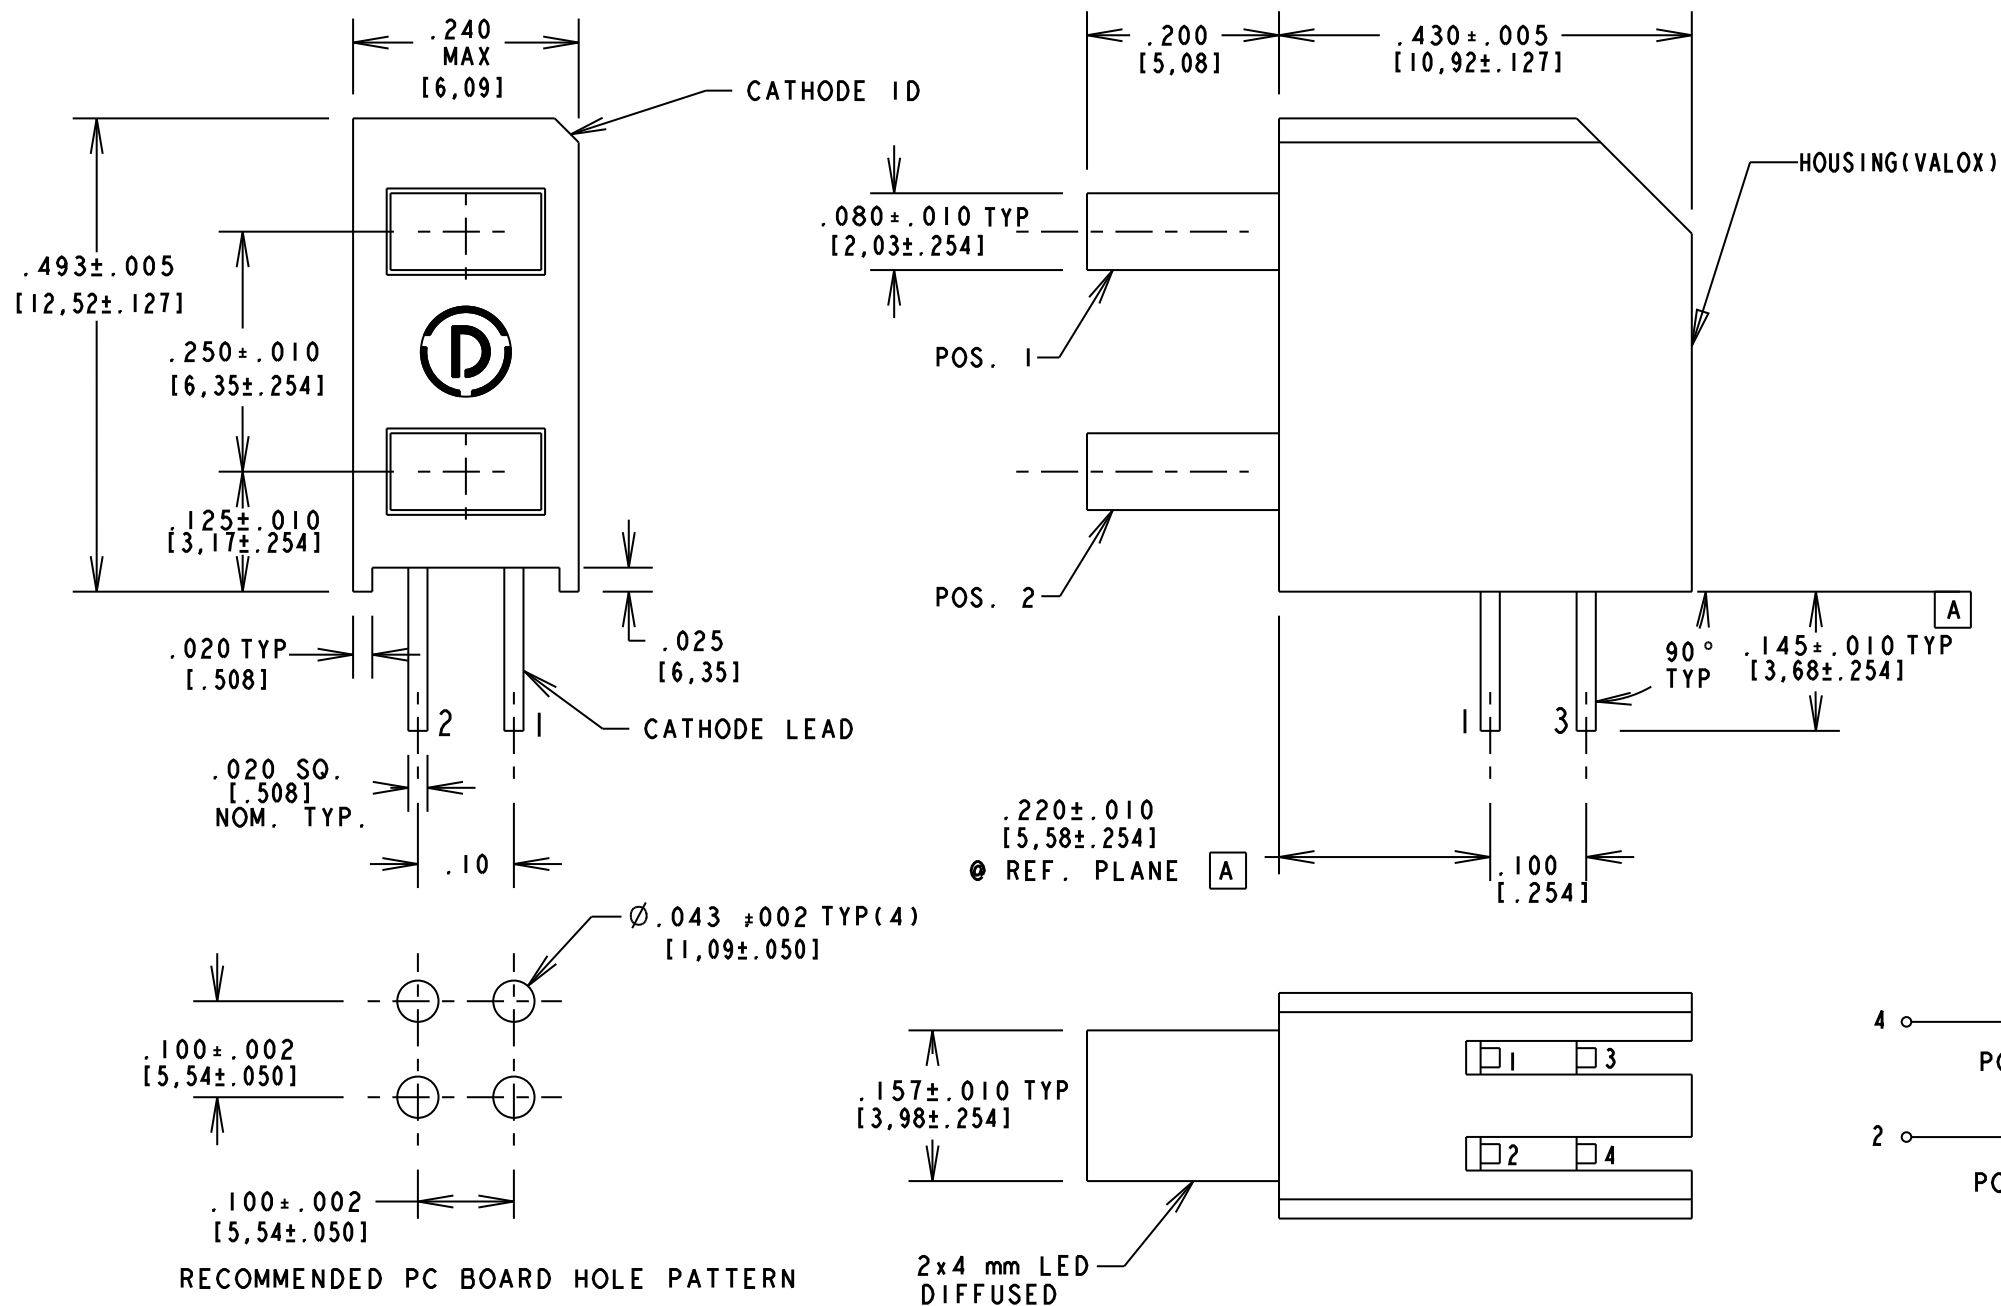 .240
MAX
[6,09]
CATHODE ID
.493±.005
[12,52±.127]
.250±.010
[6,35±.254]
D
.125±.010
[3,17±.254]
.020 TYP
[.508]
.025
[6,35]
2
1
CATHODE LEAD
.020 SQ.
[.508]
NOM. TYP.
.10
Ø.043 ±002 TYP(4)
[1,09±.050]
.100±.002
[5,54±.050]
.100±.002
[5,54±.050]
RECOMMENDED PC BOARD HOLE PATTERN
.200
[5,08]
.430±.005
[10,92±.127]
HOUSING(VALOX)
.080±.010 TYP
[2,03±.254]
POS. 1
POS. 2
A
90°
TYP
.145±.010 TYP
[3,68±.254]
1
3
.220±.010
[5,58±.254]
@ REF. PLANE A
.100
[.254]
.157±.010 TYP
[3,98±.254]
1
3
2
4
2x4 mm LED
DIFFUSED
4
2